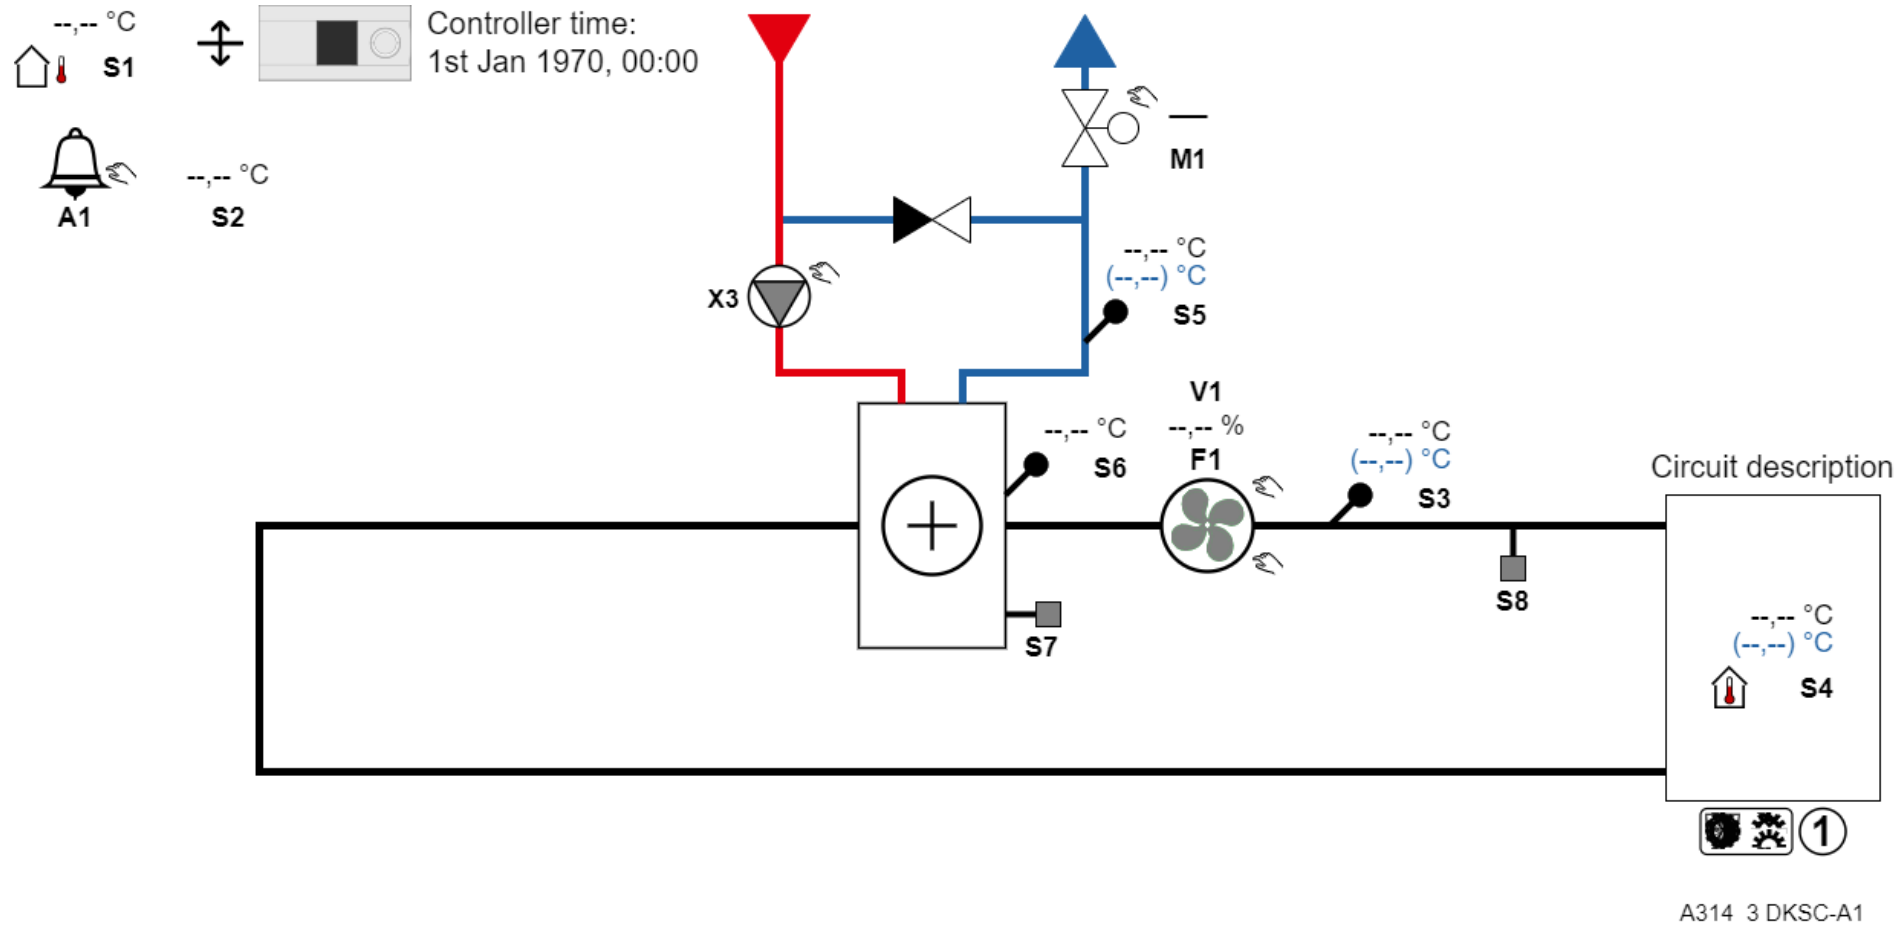 --,-- °C
S1
Controller time:
1st Jan 1970, 00:00
A1
--,-- °C
S2
M1
--,-- °C
(--,--) °C
S5
X3
V1
--,-- %
F1
--,-- °C
S6
--,-- °C
(--,--) °C
S3
Circuit description
S8
S7
--,-- °C
(--,--) °C
S4
1
A314 3 DKSC-A1